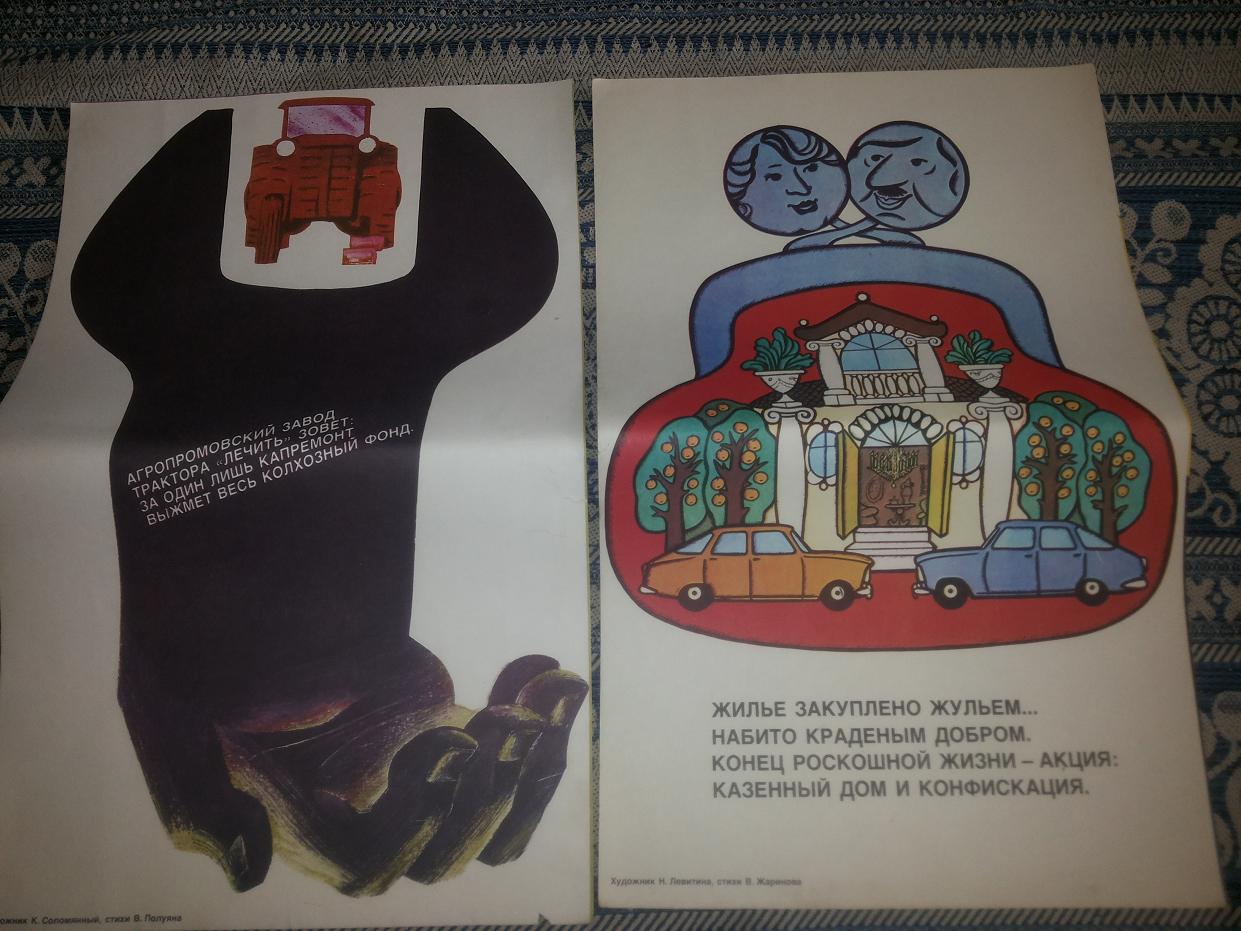 АГРОПРОМОВСКИЙ ЗАВОД
ТРАКТОРА "ЛЕЧИТЬ" ЗОВЕТ:
ЗА ОДИН ЛИШЬ КАПРЕМОНТ
ВЫЖМЕТ ВЕСЬ КОЛХОЗНЫЙ ФОНД.
ожник К. Соломянный, стихи В. Полуяна
ЖИЛЬЕ ЗАКУПЛЕНО ЖУЛЬЕМ...
НАБИТО КРАДЕНЫМ ДОБРОМ.
КОНЕЦ РОСКОШНОЙ ЖИЗНИ – АКЦИЯ:
КАЗЕННЫЙ ДОМ И КОНФИСКАЦИЯ.
Художник Н. Левитина, стихи В. Жаренова